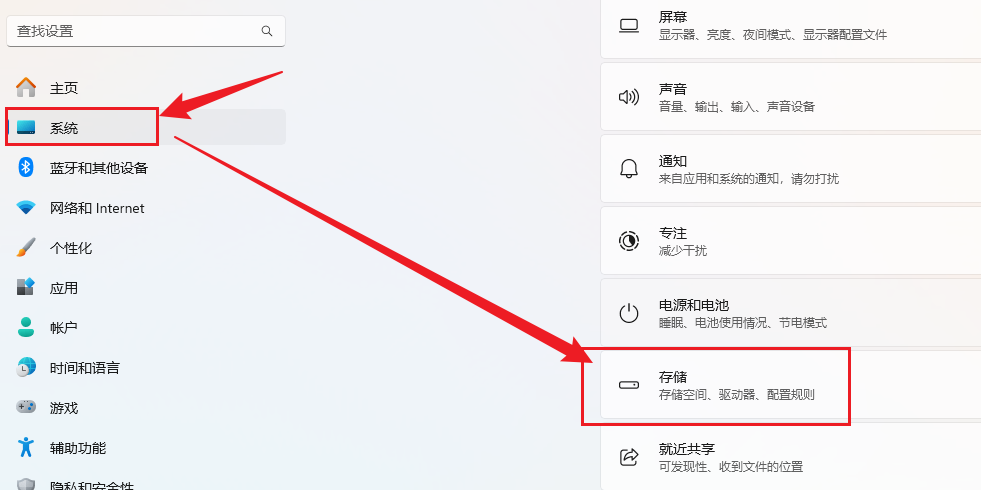 查找设置
主页
系统
蓝牙和其他设备
网络和 Internet
个性化
应用
帐户
时间和语言
游戏
辅助功能
隐私和安全性
屏幕
显示器、亮度、夜间模式、显示器配置文件
声音
音量、输出、输入、声音设备
通知
来自应用和系统的通知，请勿打扰
专注
减少干扰
电源和电池
睡眠、电池使用情况、节电模式
存储
存储空间、驱动器、配置规则
就近共享
可发现性、收到文件的位置